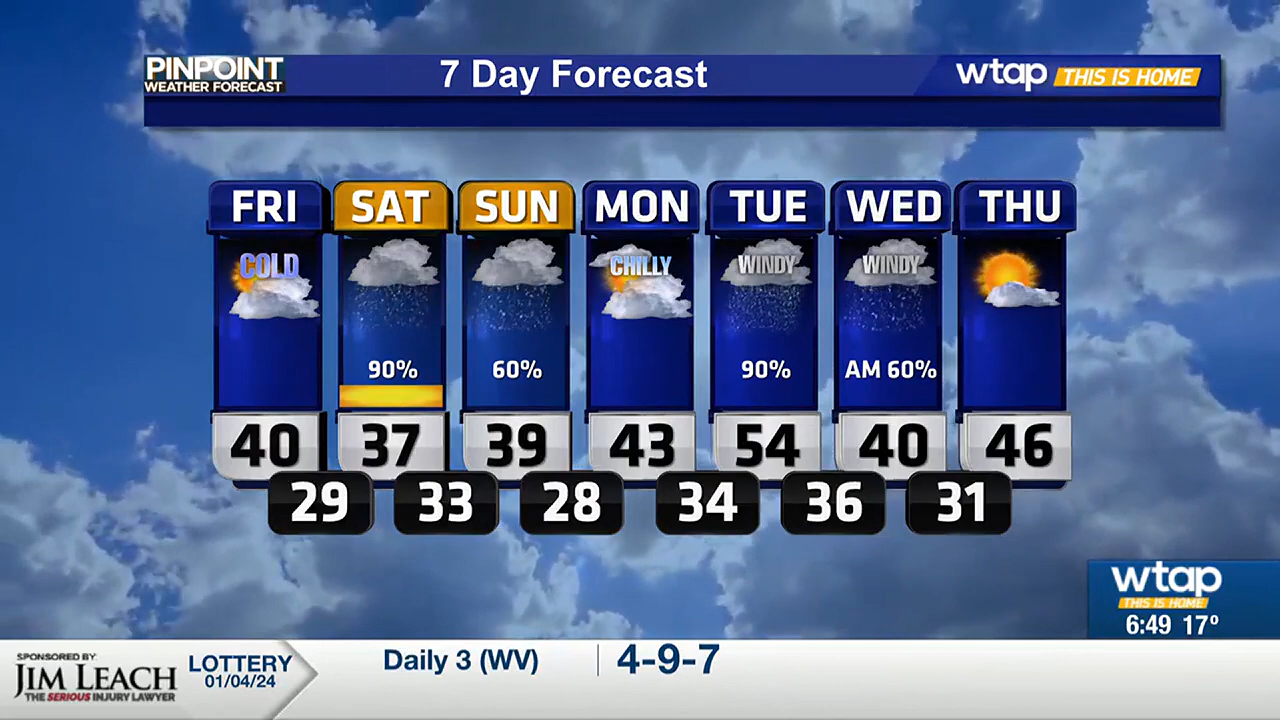 PINPOINT
WEATHER FORECAST
7 Day Forecast
wtap THIS IS HOME
FRI SAT SUN MON TUE WED THU
COLD CHILLY WINDY WINDY
90% 60% 90% AM 60%
40 37 39 43 54 40 46
29 33 28 34 36 31
wtap
THIS IS HOME
6:49 17º
SPONSORED BY:
JIM LEACH
THE SERIOUS INJURY LAWYER
LOTTERY
01/04/24
Daily 3 (WV) 4-9-7